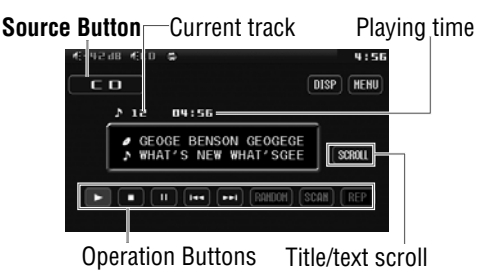 Source Button Current track Playing time
4:56
CD DISP MENU
♪ 12 04:56
GEOGE BENSON GEOGEGE
♪ WHAT'S NEW WHAT'SGEE SCROLL
RANDOM SCAN REP
Operation Buttons Title/text scroll